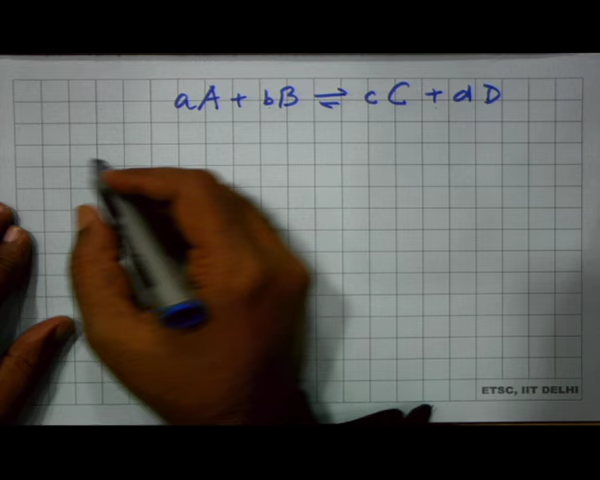 aA + bB ⇌ cC + dD
ETSC, IIT DELHI